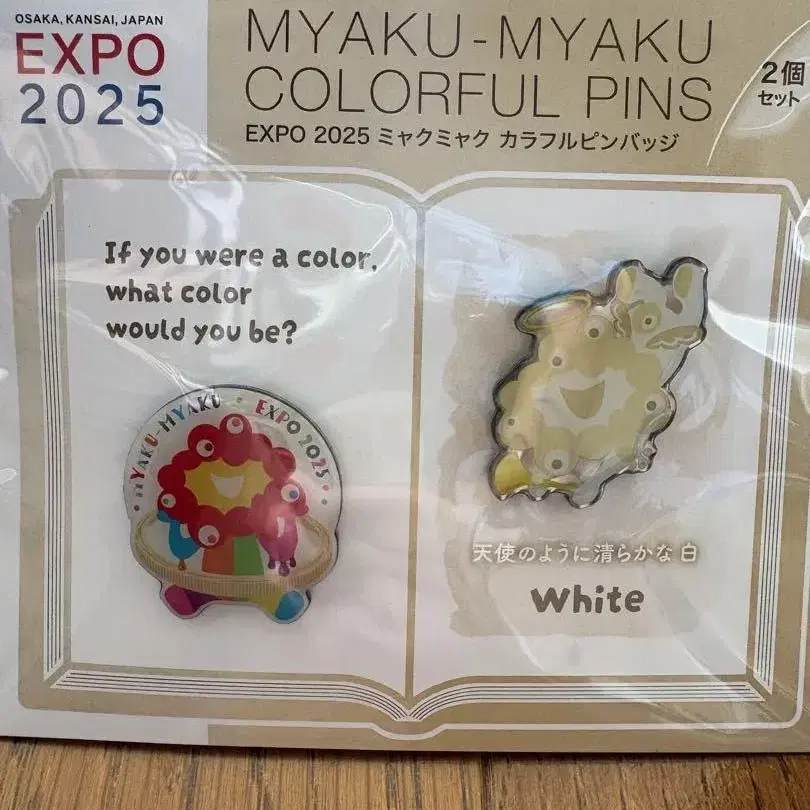 OSAKA, KANSAI, JAPAN
EXPO
2025
MYAKU-MYAKU
COLORFUL PINS
EXPO 2025 ミャクミャク カラフルピンバッジ
2個
セット
If you were a color,
what color
would you be?
MYAKU-MYAKU • EXPO 2025
天使のように清らかな白
White